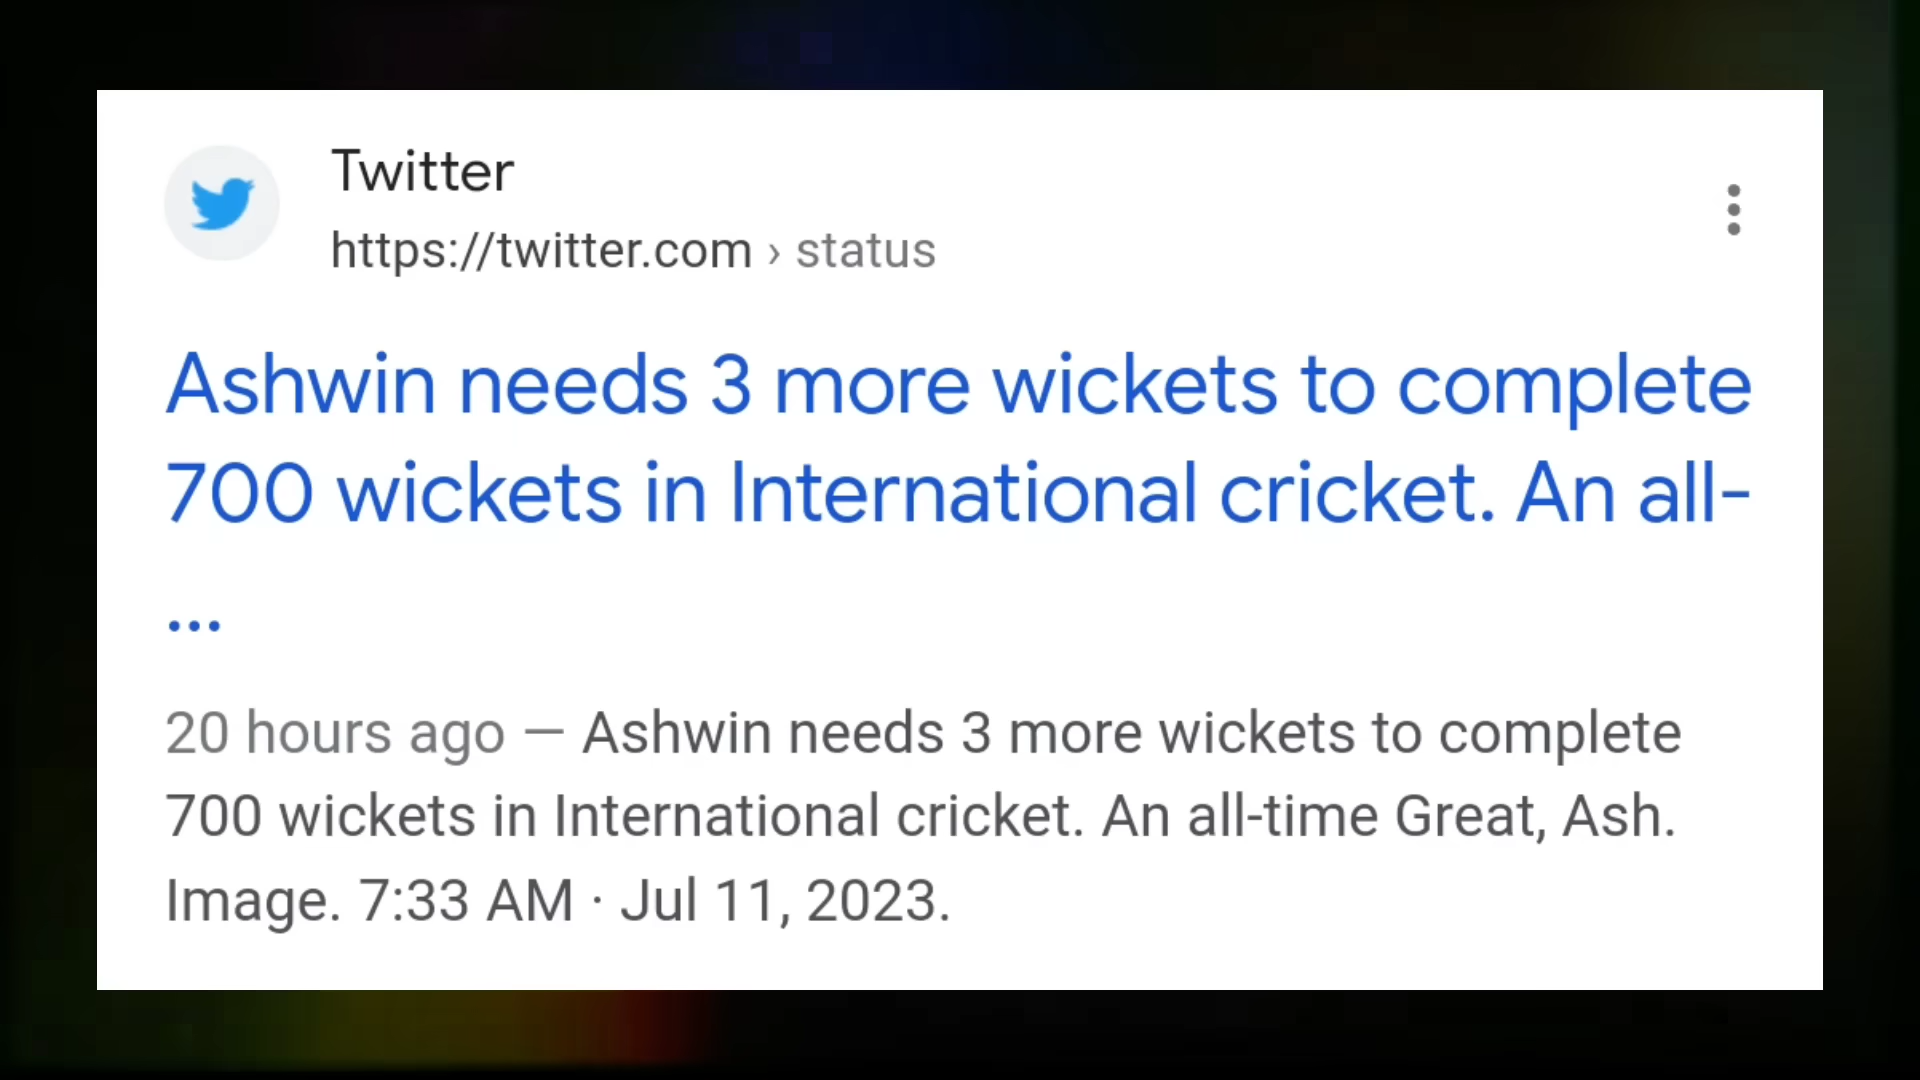 Twitter
https://twitter.com › status
Ashwin needs 3 more wickets to complete
700 wickets in International cricket. An all-
...
20 hours ago — Ashwin needs 3 more wickets to complete
700 wickets in International cricket. An all-time Great, Ash.
Image. 7:33 AM · Jul 11, 2023.